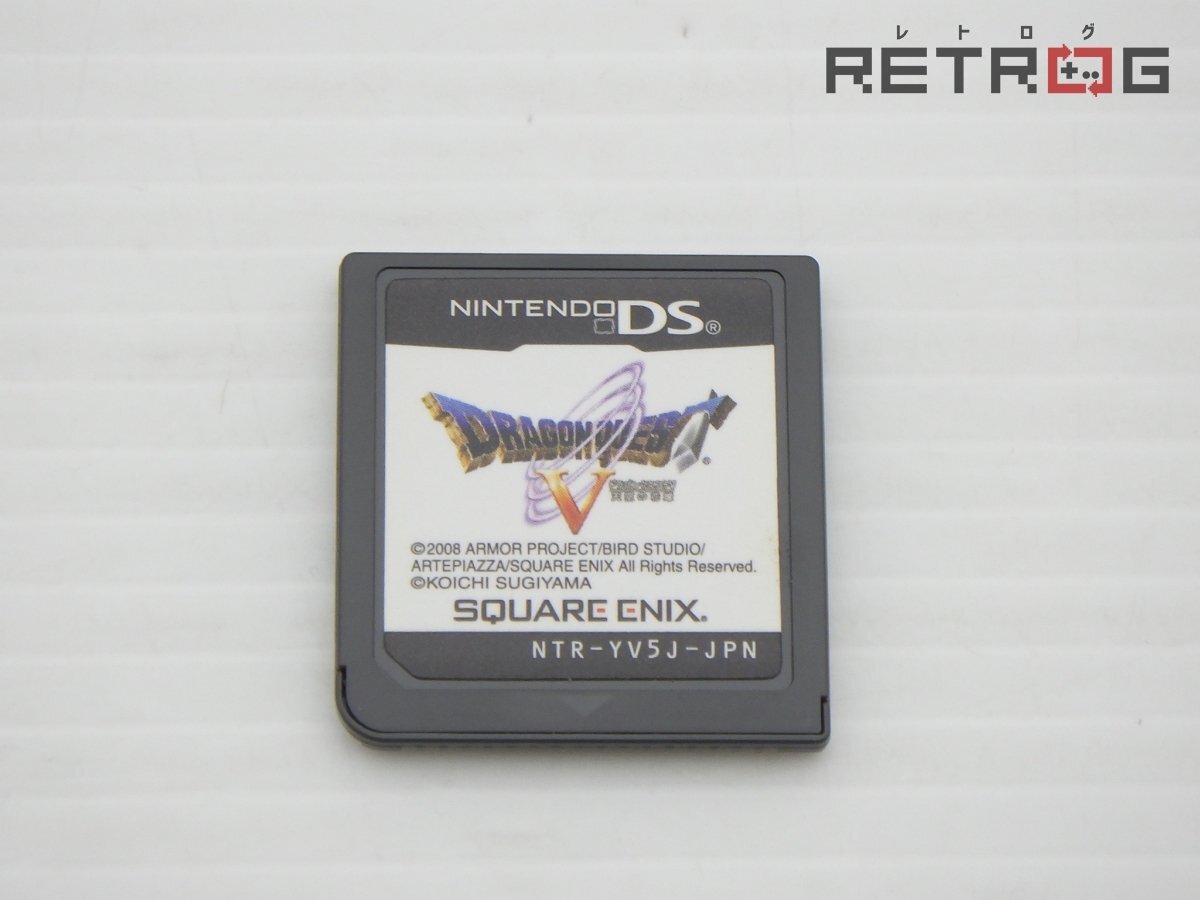 レトログ
RETROG
NINTENDO DS®
DRAGON QUEST®
V
©2008 ARMOR PROJECT/BIRD STUDIO/
ARTEPIAZZA/SQUARE ENIX All Rights Reserved.
©KOICHI SUGIYAMA
SQUARE ENIX.
NTR-YV5J-JPN